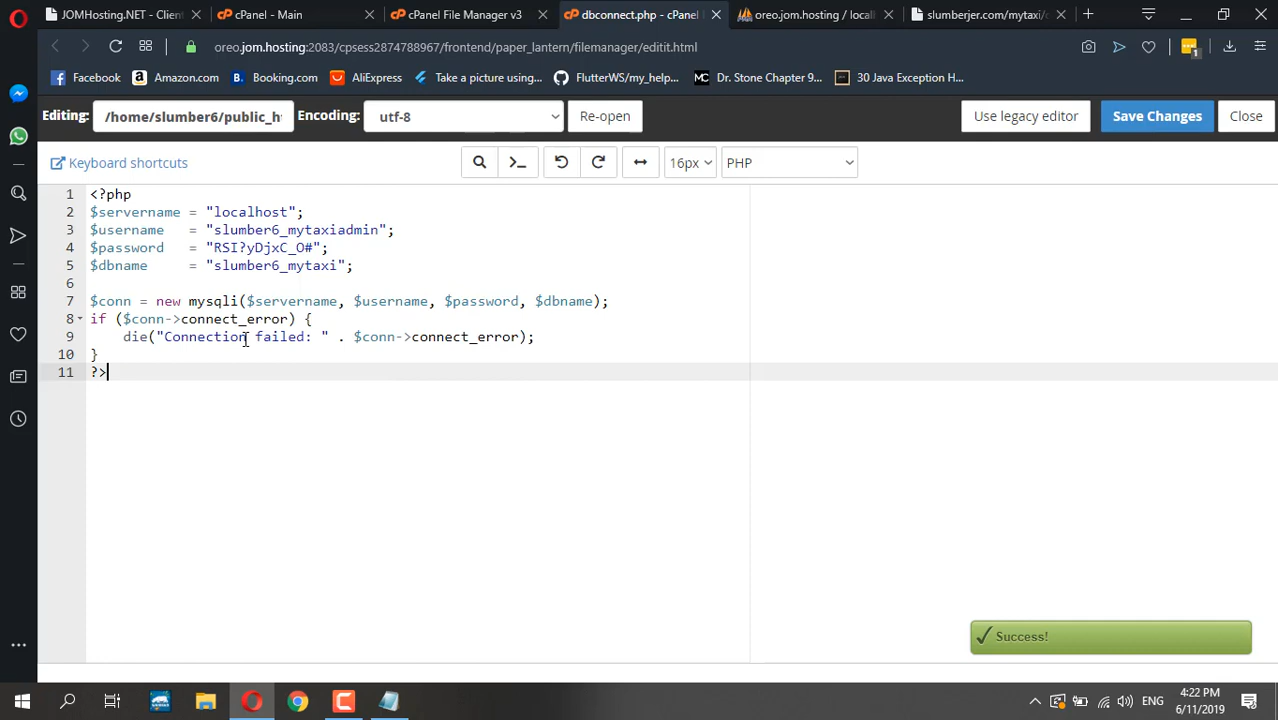 JOMHosting.NET - Client
cPanel - Main
cPanel File Manager v3
dbconnect.php - cPanel
oreo.jom.hosting / local
slumberjer.com/mytaxi/
oreo.jom.hosting:2083/cpsess2874788967/frontend/paper_lantern/filemanager/editit.html
Facebook
Amazon.com
Booking.com
AliExpress
Take a picture using...
FlutterWS/my_help...
Dr. Stone Chapter 9...
30 Java Exception H...
Editing: /home/slumber6/public_ht Encoding: utf-8 Re-open Use legacy editor Save Changes Close
Keyboard shortcuts 16px PHP
1 <?php
2 $servername = "localhost";
3 $username   = "slumber6_mytaxiadmin";
4 $password   = "RSI?yDjxC_O#";
5 $dbname     = "slumber6_mytaxi";
6
7 $conn = new mysqli($servername, $username, $password, $dbname);
8 if ($conn->connect_error) {
9     die("Connection failed: " . $conn->connect_error);
10 }
11 ?>
Success!
ENG
4:22 PM
6/11/2019